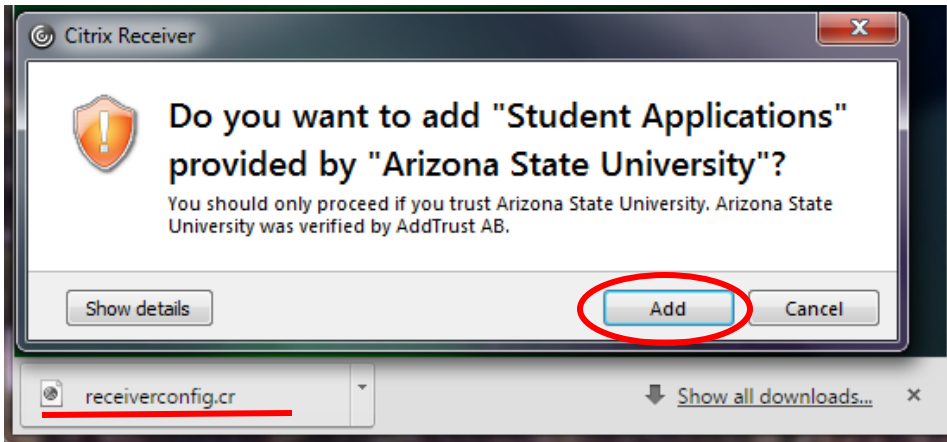 Citrix Receiver
x
Do you want to add "Student Applications"
provided by "Arizona State University"?
You should only proceed if you trust Arizona State University. Arizona State
University was verified by AddTrust AB.
Show details
Add
Cancel
receiverconfig.cr
Show all downloads...
×